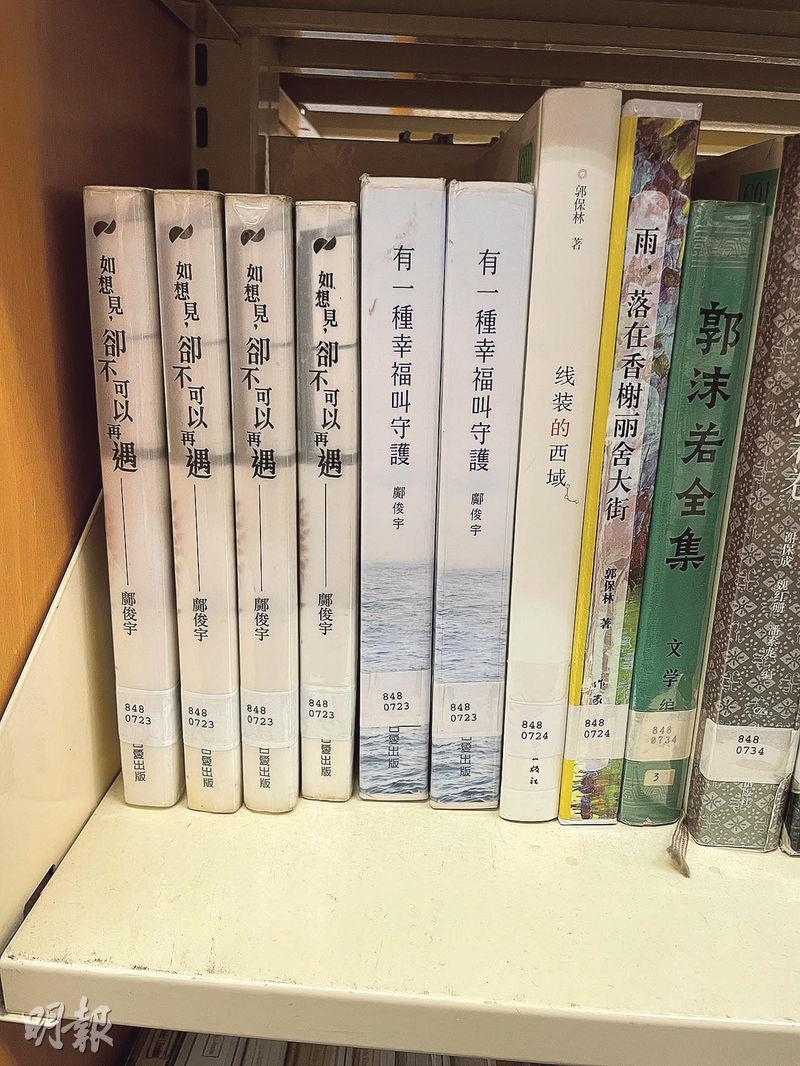 如想見,卻不可以再遇
鄺俊宇
848
0723
出版
如想見,卻不可以再遇
鄺俊宇
848
0723
出版
如想見,卻不可以再遇
鄺俊宇
848
0723
出版
如想見,卻不可以再遇
鄺俊宇
848
0723
出版
有一種幸福叫守護
鄺俊宇
848
0723
出版
有一種幸福叫守護
鄺俊宇
848
0723
出版
郭保林 著
线装的西域
848
0724
出版社
雨,落在香榭丽舍大街
郭保林 著
848
0724
郭沫若全集
文学编
848
0734
3
C01
848
0734
明報